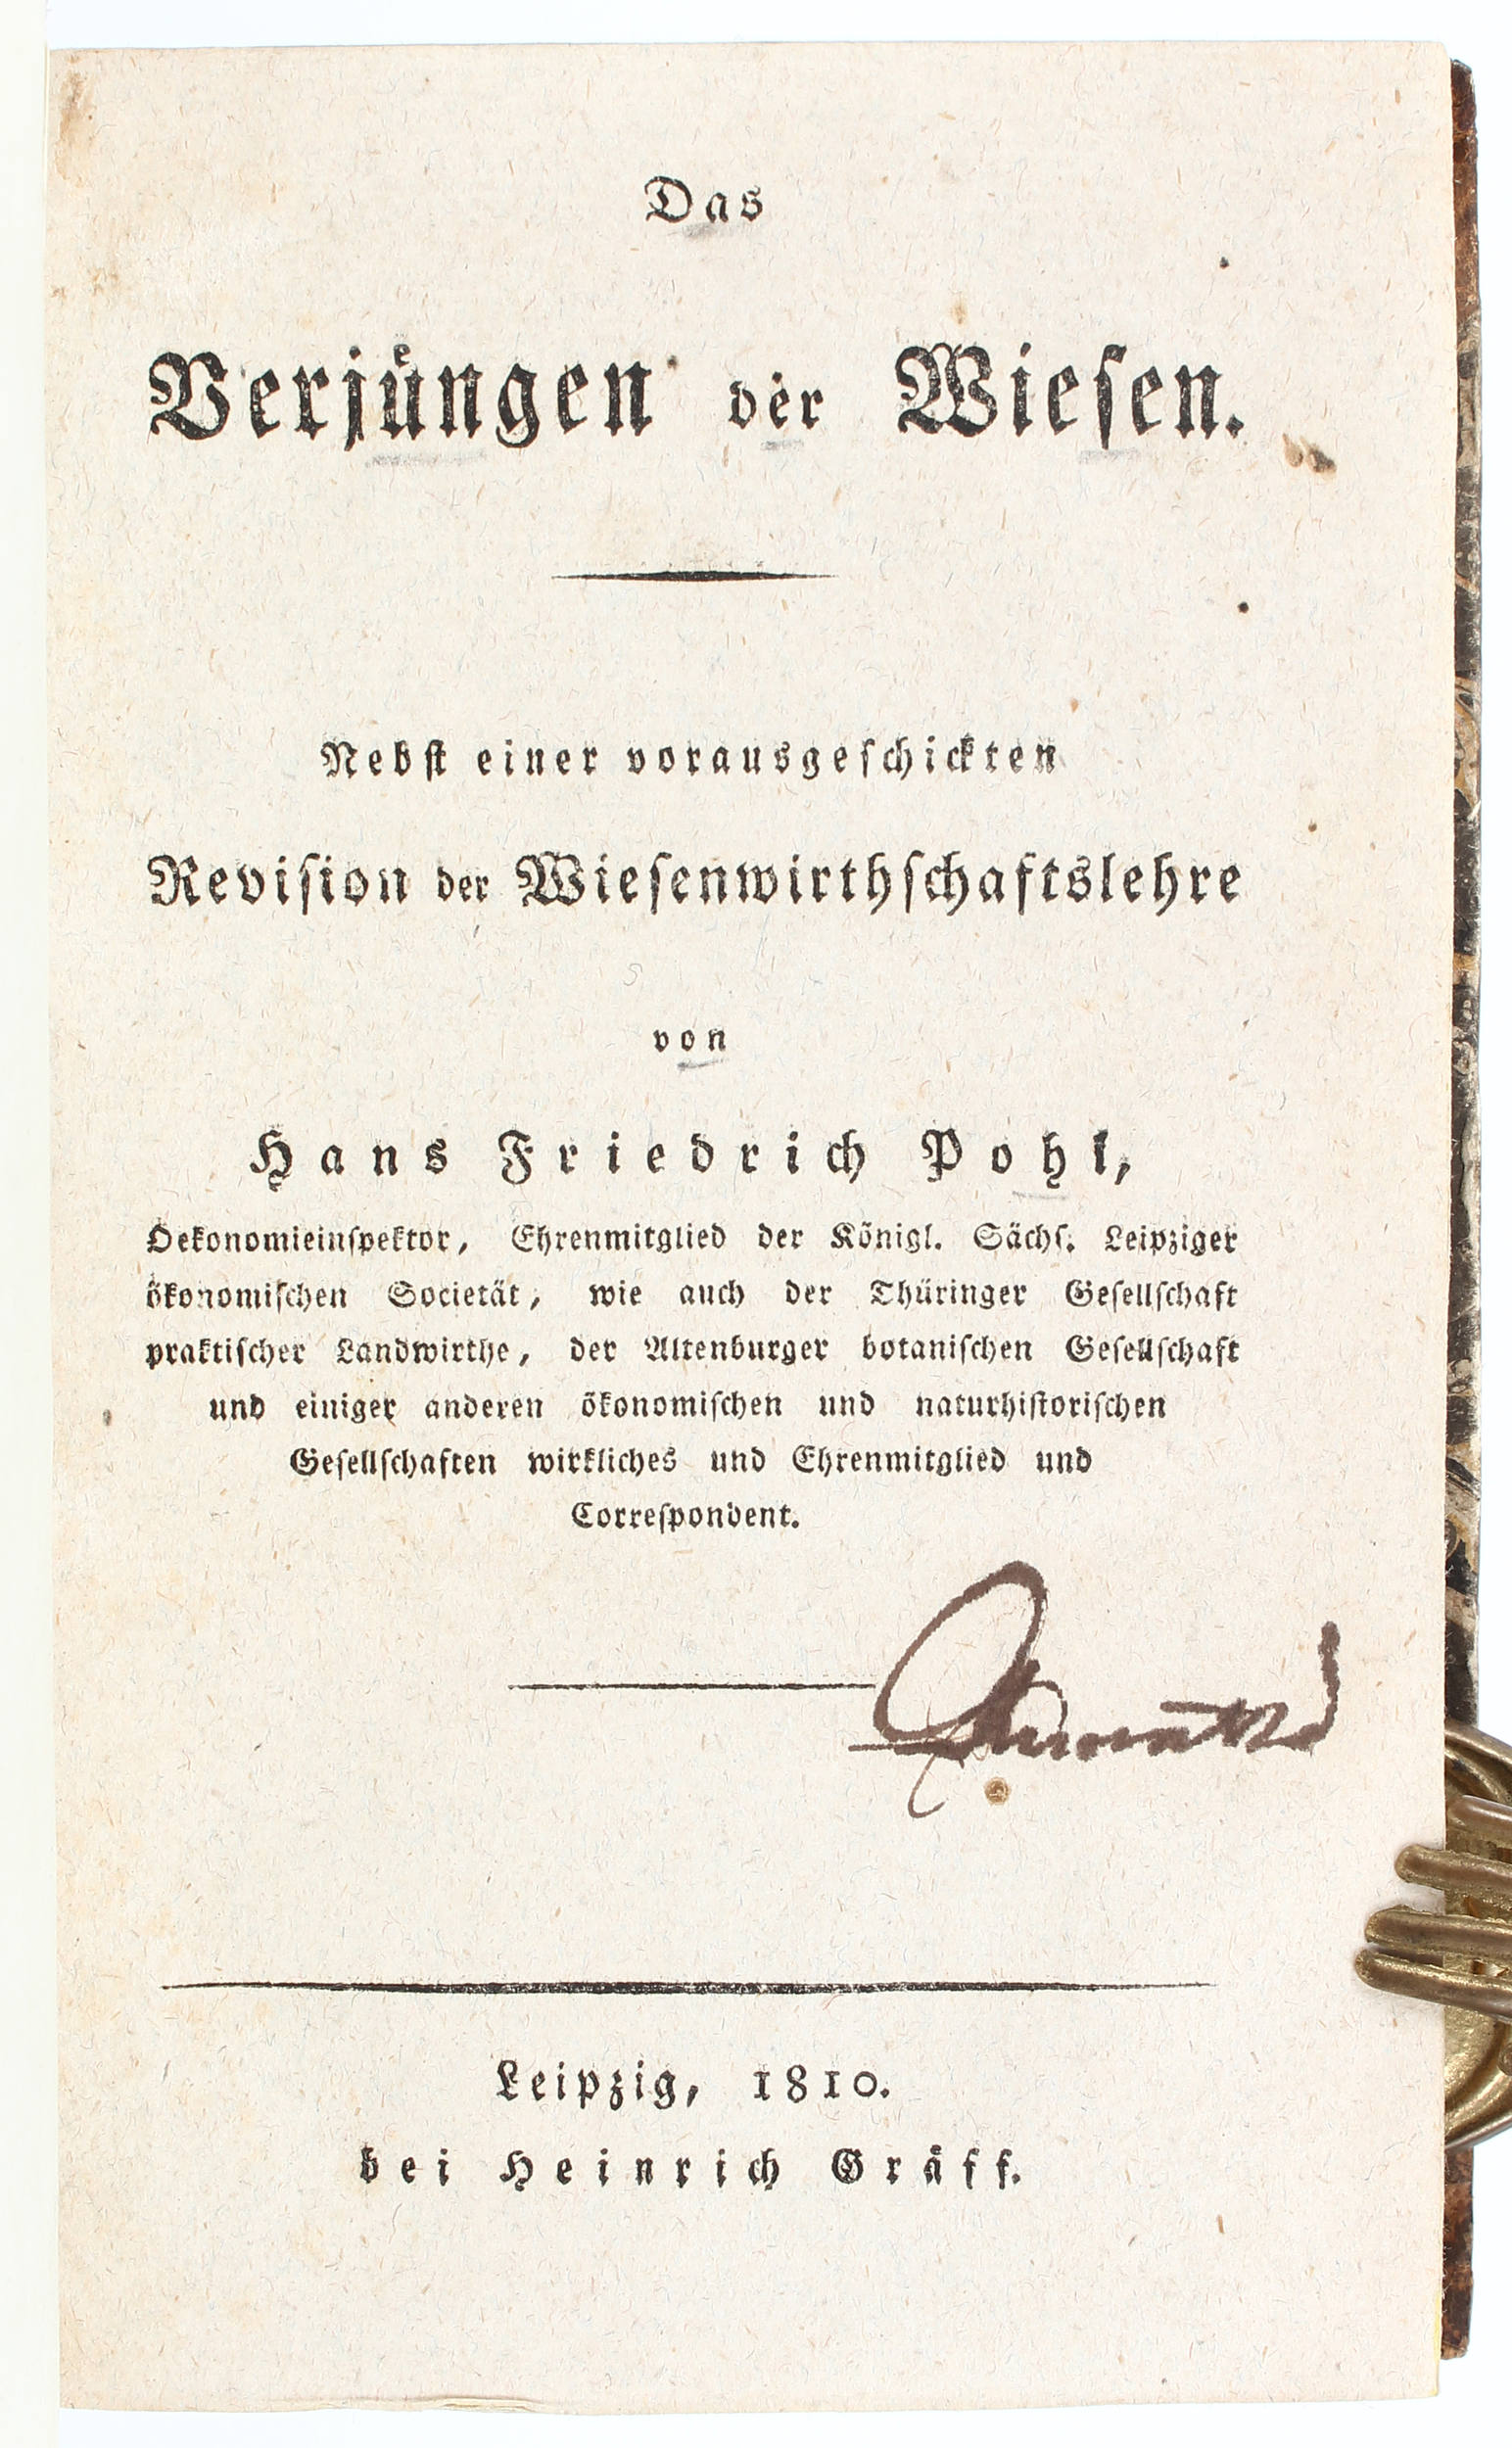 Das
Verjüngen der Wiesen.
Nebst einer vorausgeschickten
Revision der Wiesenwirthschaftslehre
von
Hans Friedrich Pohl,
Oekonomieinspektor, Ehrenmitglied der Königl. Sächs. Leipziger
ökonomischen Societät, wie auch der Thüringer Gesellschaft
praktischer Landwirthe, der Altenburger botanischen Gesellschaft
und einiger anderen ökonomischen und naturhistorischen
Gesellschaften wirkliches und Ehrenmitglied und
Correspondent.
Leipzig, 1810.
bei Heinrich Gräff.